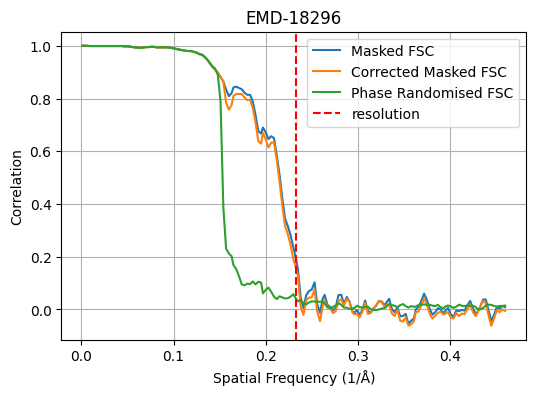 EMD-18296
Masked FSC
Corrected Masked FSC
Phase Randomised FSC
resolution
Correlation
1.0
0.8
0.6
0.4
0.2
0.0
0.0 0.1 0.2 0.3 0.4
Spatial Frequency (1/Å)